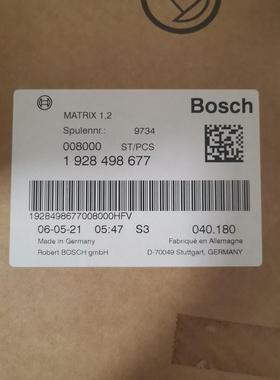 MATRIX 1,2
Bosch
Spulennr.: 9734
008000 ST/PCS
1 928 498 677
1928498677008000HFV
06-05-21 05:47 S3 040.180
Made in Germany Fabriqué en Allemagne
Robert BOSCH gmbH D-70049 Stuttgart, GERMANY